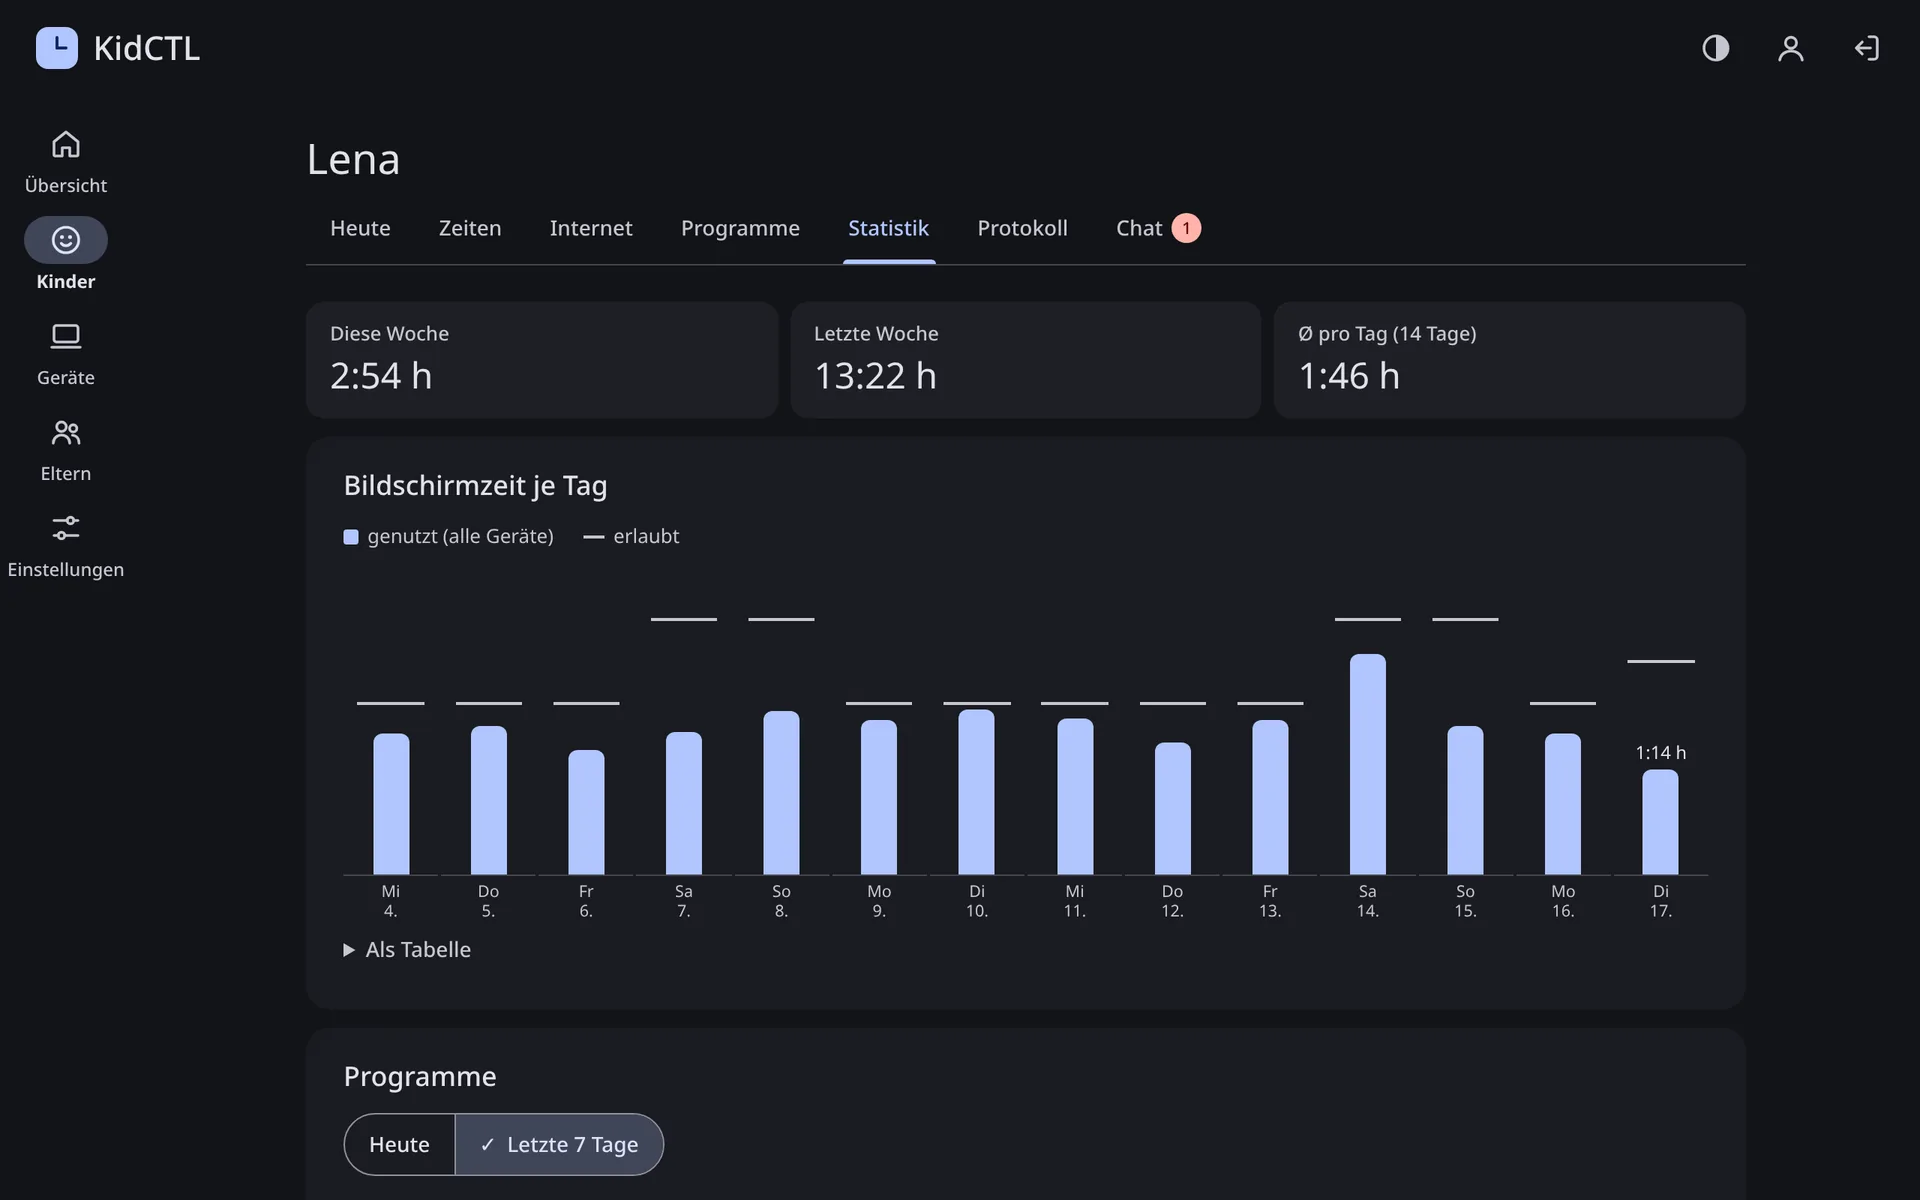 KidCTL
Übersicht
Kinder
Geräte
Eltern
Einstellungen
Lena
Heute Zeiten Internet Programme Statistik Protokoll Chat 1
Diese Woche
2:54 h
Letzte Woche
13:22 h
Ø pro Tag (14 Tage)
1:46 h
Bildschirmzeit je Tag
genutzt (alle Geräte) erlaubt
1:14 h
Mi Do Fr Sa So Mo Di Mi Do Fr Sa So Mo Di
4. 5. 6. 7. 8. 9. 10. 11. 12. 13. 14. 15. 16. 17.
Als Tabelle
Programme
Heute ✓ Letzte 7 Tage